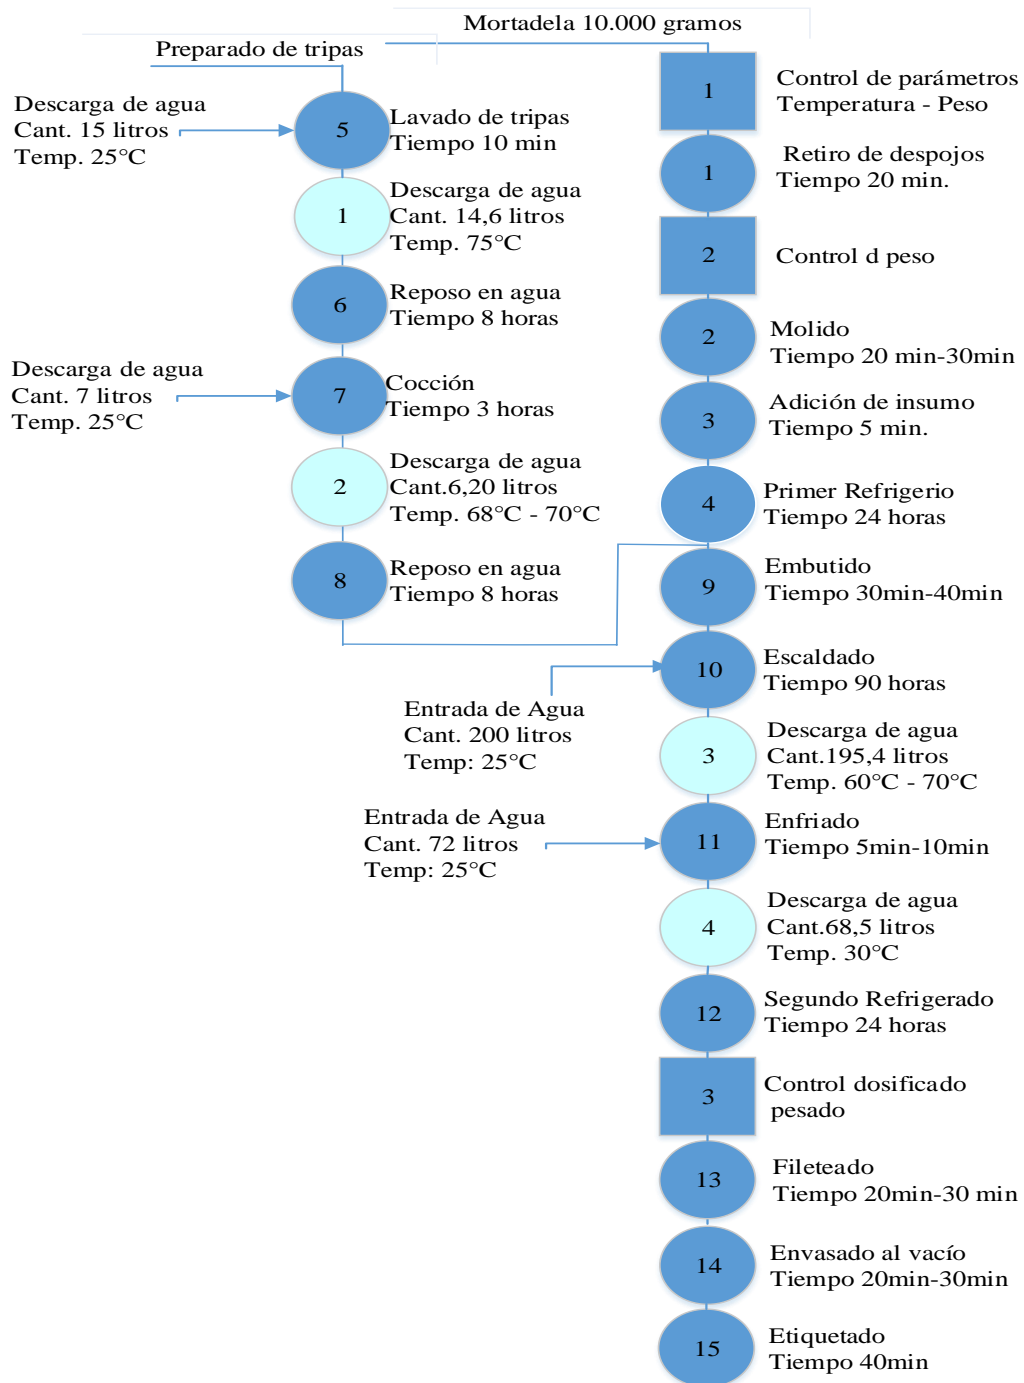 Mortadela 10.000 gramos
Preparado de tripas
Descarga de agua
Cant. 15 litros
Temp. 25°C
5
Lavado de tripas
Tiempo 10 min
1
Descarga de agua
Cant. 14,6 litros
Temp. 75°C
6
Reposo en agua
Tiempo 8 horas
Descarga de agua
Cant. 7 litros
Temp. 25°C
7
Cocción
Tiempo 3 horas
2
Descarga de agua
Cant.6,20 litros
Temp. 68°C - 70°C
8
Reposo en agua
Tiempo 8 horas
1
Control de parámetros
Temperatura - Peso
1
Retiro de despojos
Tiempo 20 min.
2
Control d peso
2
Molido
Tiempo 20 min-30min
3
Adición de insumo
Tiempo 5 min.
4
Primer Refrigerio
Tiempo 24 horas
9
Embutido
Tiempo 30min-40min
10
Escaldado
Tiempo 90 horas
Entrada de Agua
Cant. 200 litros
Temp: 25°C
3
Descarga de agua
Cant.195,4 litros
Temp. 60°C - 70°C
Entrada de Agua
Cant. 72 litros
Temp: 25°C
11
Enfriado
Tiempo 5min-10min
4
Descarga de agua
Cant.68,5 litros
Temp. 30°C
12
Segundo Refrigerado
Tiempo 24 horas
3
Control dosificado
pesado
13
Fileteado
Tiempo 20min-30 min
14
Envasado al vacío
Tiempo 20min-30min
15
Etiquetado
Tiempo 40min